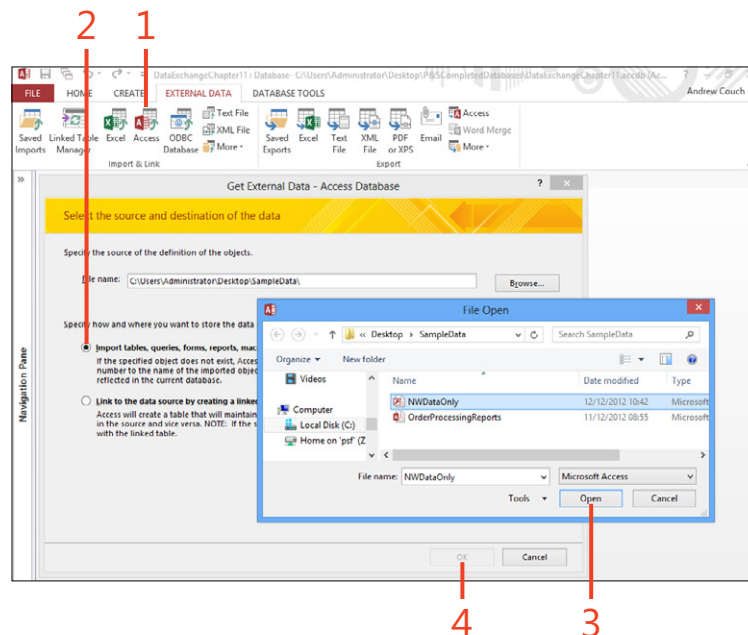 2 1
DataExchangeChapter11 : Database- C:\Users\Administrator\Desktop\P&SCompletedDatabases\DataExchangeChapter11.accdb (Ac... ?
FILE HOME CREATE EXTERNAL DATA DATABASE TOOLS Andrew Couch
Saved Imports
Linked Table Manager
Excel
Access
ODBC Database
Text File
XML File
More
Saved Exports
Excel
Text File
XML File
PDF or XPS
Email
Access
Word Merge
More
Import & Link
Export
»
Navigation Pane
Get External Data - Access Database ? ×
Select the source and destination of the data
Specify the source of the definition of the objects.
File name: C:\Users\Administrator\Desktop\SampleData\ Browse...
Specify how and where you want to store the data
Import tables, queries, forms, reports, mac
If the specified object does not exist, Acces
number to the name of the imported objec
reflected in the current database.
Link to the data source by creating a linked
Access will create a table that will maintain
in the source and vice versa. NOTE: If the s
with the linked table.
File Open
« Desktop SampleData Search SampleData
Organize New folder
Videos
Computer
Local Disk (C:)
Home on 'psf' (Z
Name Date modified Type
NWDataOnly 12/12/2012 10:42 Microsoft
OrderProcessingReports 11/12/2012 08:55 Microsoft
File name: NWDataOnly Microsoft Access
Tools Open Cancel
OK Cancel
4 3